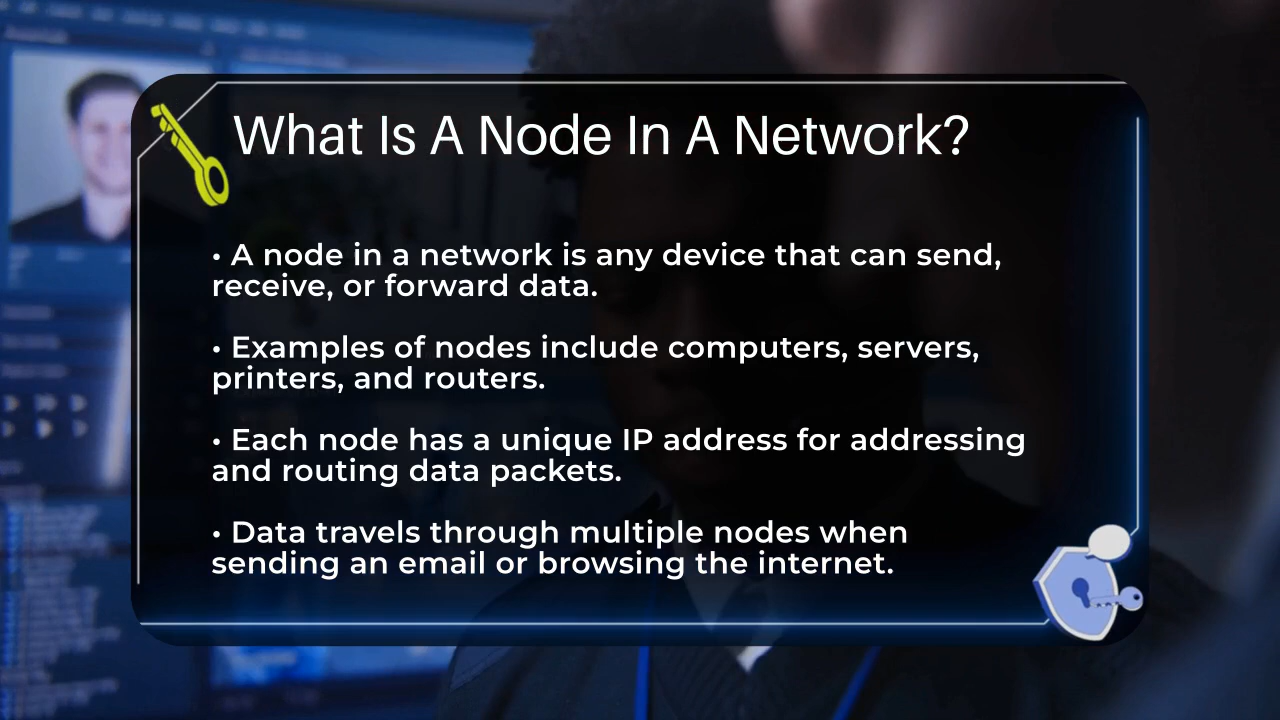 What Is A Node In A Network?
• A node in a network is any device that can send,
receive, or forward data.
• Examples of nodes include computers, servers,
printers, and routers.
• Each node has a unique IP address for addressing
and routing data packets.
• Data travels through multiple nodes when
sending an email or browsing the internet.